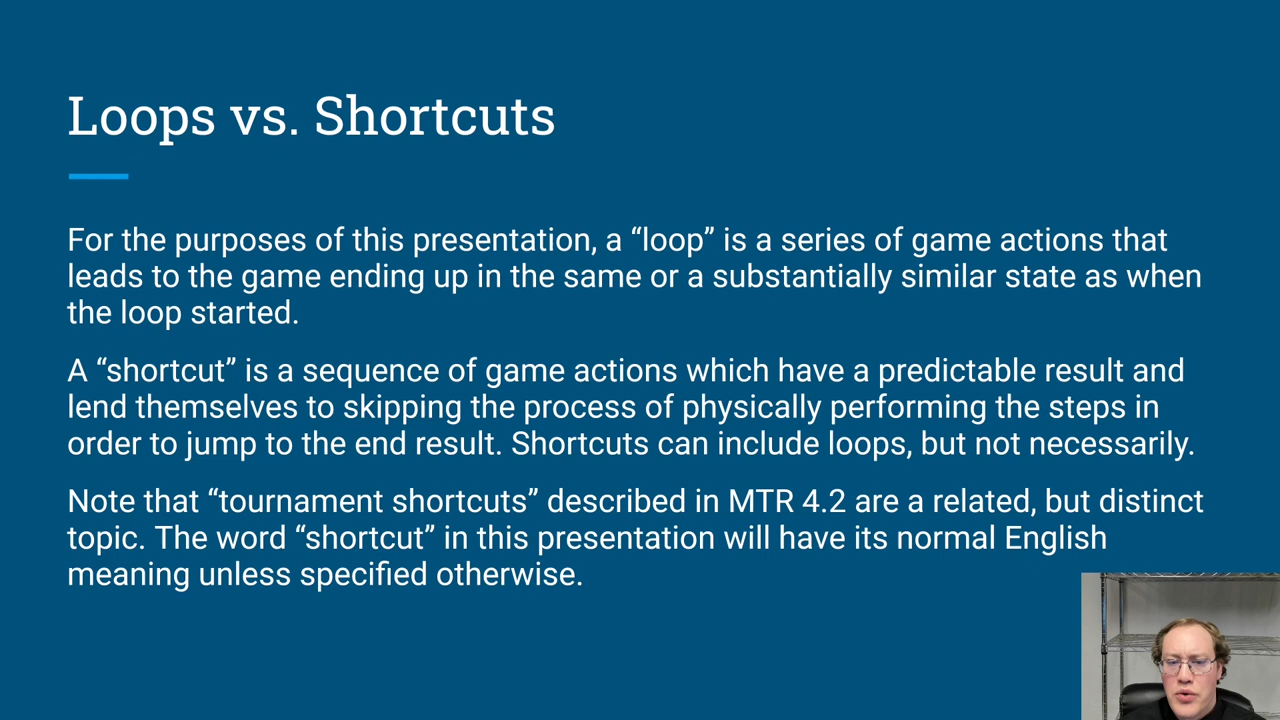 Loops vs. Shortcuts
For the purposes of this presentation, a “loop” is a series of game actions that
leads to the game ending up in the same or a substantially similar state as when
the loop started.
A “shortcut” is a sequence of game actions which have a predictable result and
lend themselves to skipping the process of physically performing the steps in
order to jump to the end result. Shortcuts can include loops, but not necessarily.
Note that “tournament shortcuts” described in MTR 4.2 are a related, but distinct
topic. The word “shortcut” in this presentation will have its normal English
meaning unless specified otherwise.